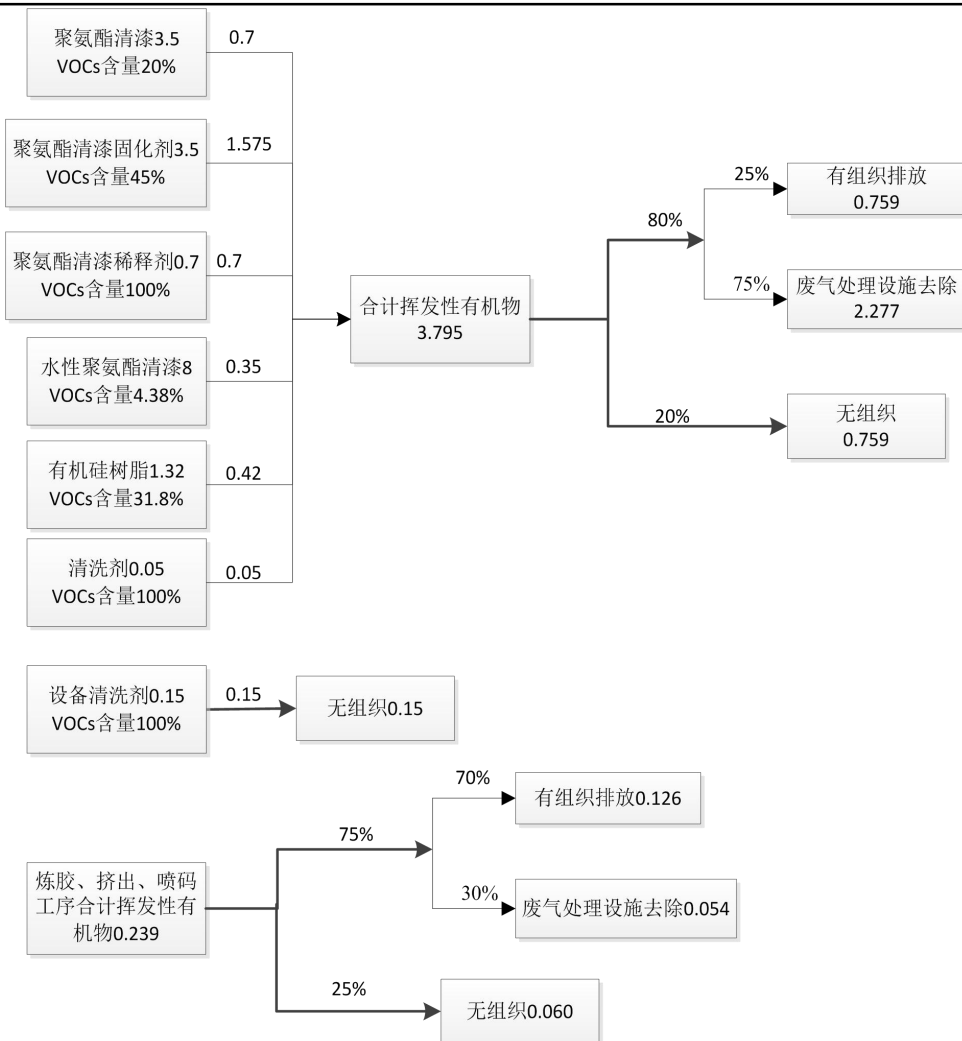 聚氨酯清漆3.5
VOCs含量20%
0.7
聚氨酯清漆固化剂3.5
VOCs含量45%
1.575
聚氨酯清漆稀释剂0.7
VOCs含量100%
0.7
水性聚氨酯清漆8
VOCs含量4.38%
0.35
有机硅树脂1.32
VOCs含量31.8%
0.42
清洗剂0.05
VOCs含量100%
0.05
合计挥发性有机物
3.795
80%
25%
有组织排放
0.759
75%
废气处理设施去除
2.277
20%
无组织
0.759
设备清洗剂0.15
VOCs含量100%
0.15
无组织0.15
炼胶、挤出、喷码
工序合计挥发性有
机物0.239
75%
70%
有组织排放0.126
30%
废气处理设施去除0.054
25%
无组织0.060